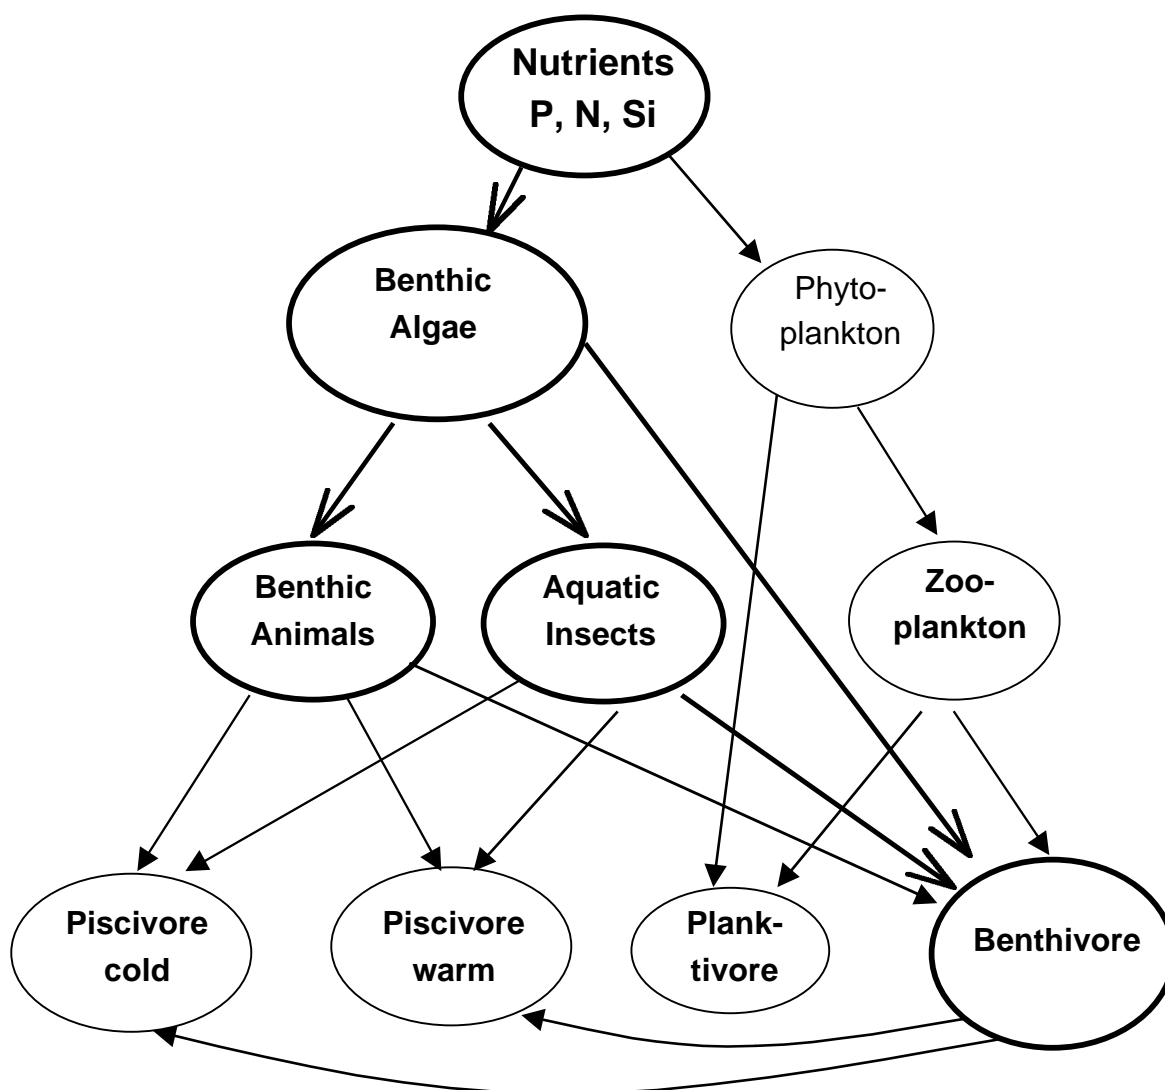 Nutrients
P, N, Si
Benthic
Algae
Phyto-
plankton
Benthic
Animals
Aquatic
Insects
Zoo-
plankton
Piscivore
cold
Piscivore
warm
Plank-
tivore
Benthivore